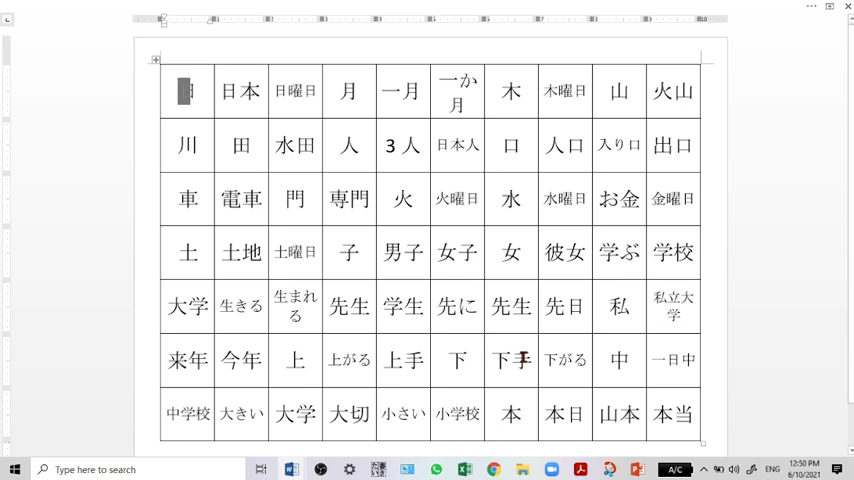 日 日本 日曜日 月 一月 一か月 木 木曜日 山 火山
川 田 水田 人 3人 日本人 口 人口 入り口 出口
車 電車 門 専門 火 火曜日 水 水曜日 お金 金曜日
土 土地 土曜日 子 男子 女子 女 彼女 学ぶ 学校
大学 生きる 生まれる 先生 学生 先に 先生 先日 私 私立大学
来年 今年 上 上がる 上手 下 下手 下がる 中 一日中
中学校 大きい 大学 大切 小さい 小学校 本 本日 山本 本当
Type here to search
A/C
ENG
12:50 PM
6/10/2021